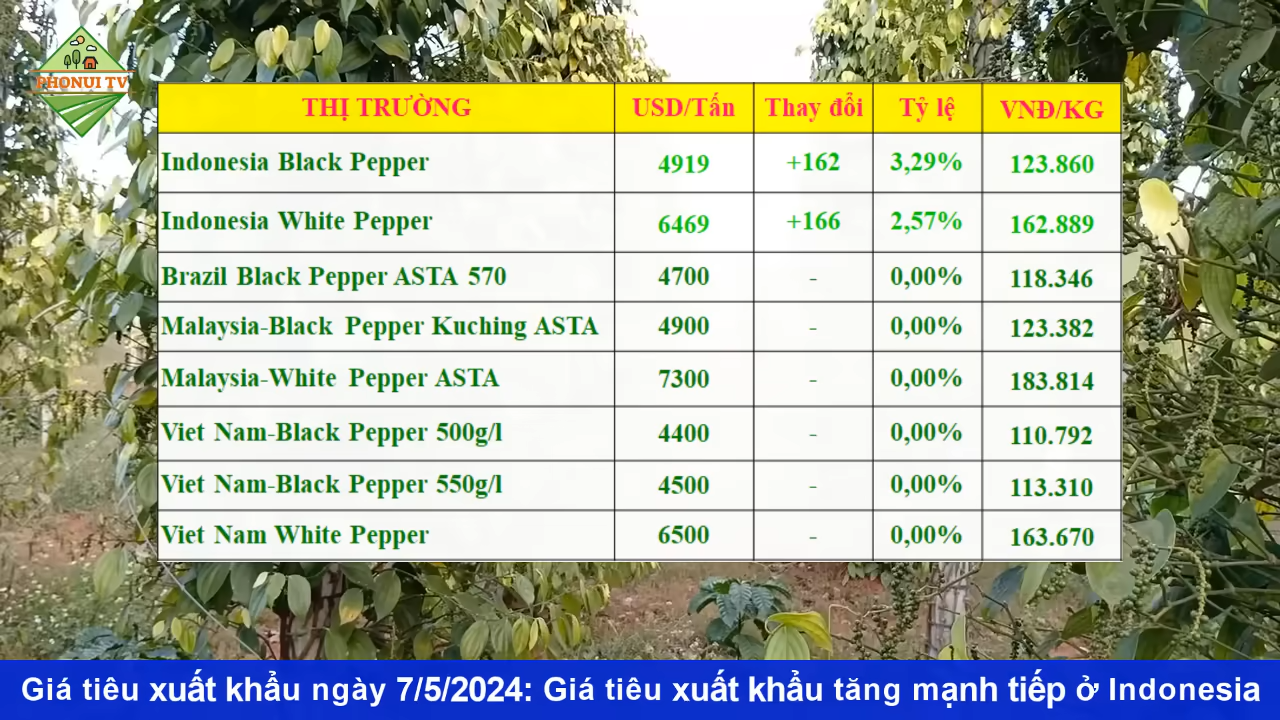 PHONUI TV
THỊ TRƯỜNG USD/Tấn Thay đổi Tỷ lệ VNĐ/KG
Indonesia Black Pepper 4919 +162 3,29% 123.860
Indonesia White Pepper 6469 +166 2,57% 162.889
Brazil Black Pepper ASTA 570 4700 - 0,00% 118.346
Malaysia-Black Pepper Kuching ASTA 4900 - 0,00% 123.382
Malaysia-White Pepper ASTA 7300 - 0,00% 183.814
Viet Nam-Black Pepper 500g/l 4400 - 0,00% 110.792
Viet Nam-Black Pepper 550g/l 4500 - 0,00% 113.310
Viet Nam White Pepper 6500 - 0,00% 163.670
Giá tiêu xuất khẩu ngày 7/5/2024: Giá tiêu xuất khẩu tăng mạnh tiếp ở Indonesia